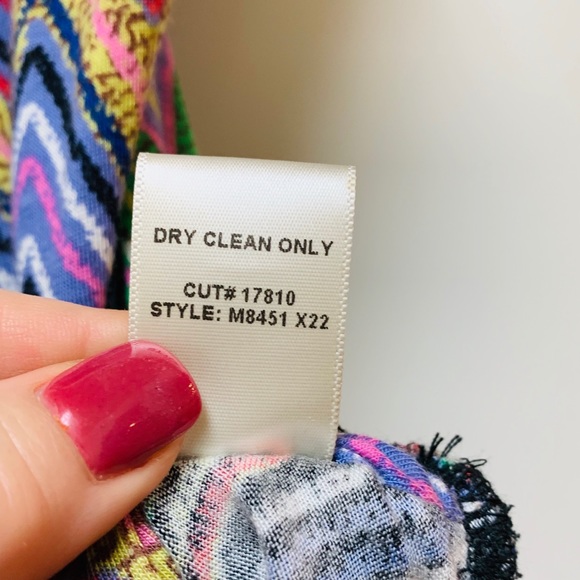 DRY CLEAN ONLY
CUT# 17810
STYLE: M8451 X22